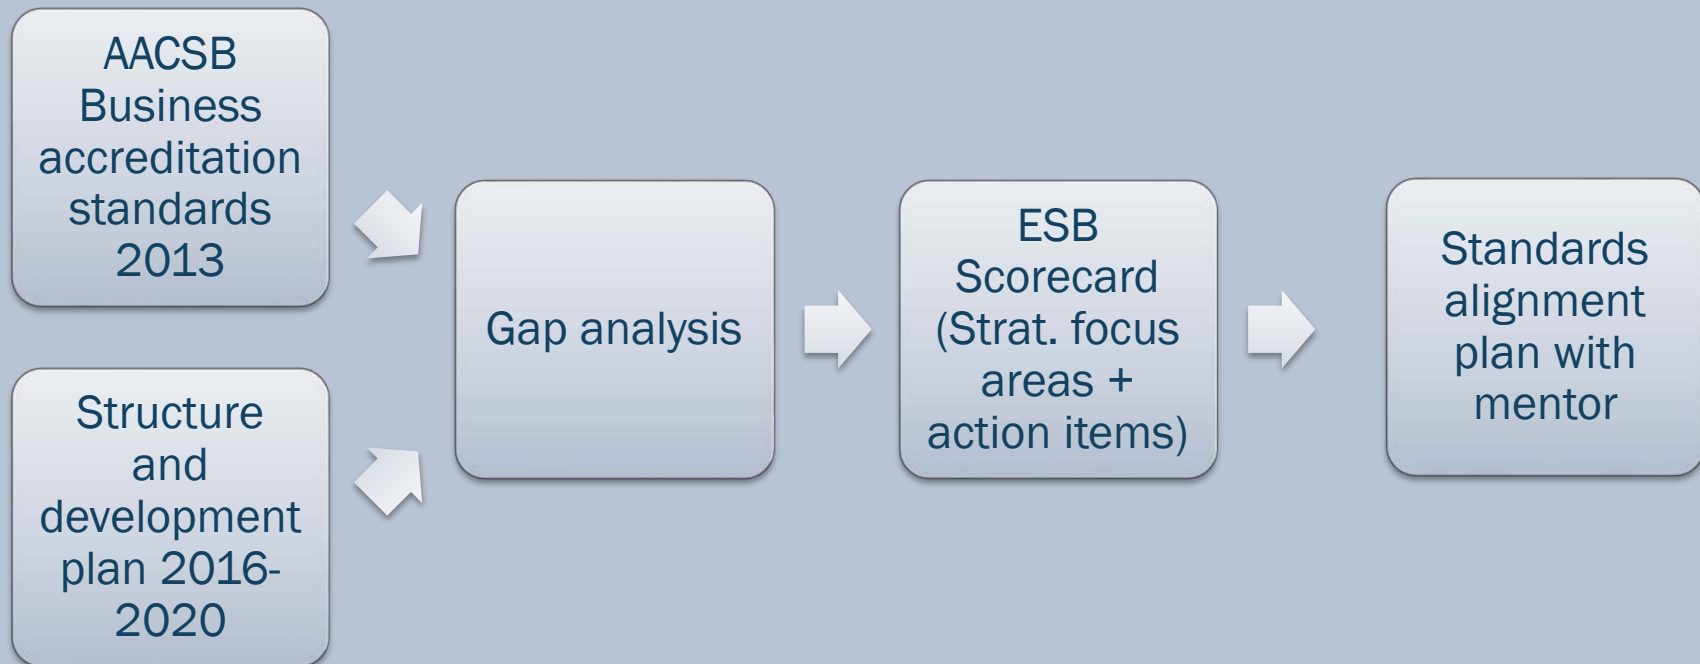 AACSB
Business
accreditation
standards
2013
Structure
and
development
plan 2016-
2020
Gap analysis
ESB
Scorecard
(Strat. focus
areas +
action items)
Standards
alignment
plan with
mentor